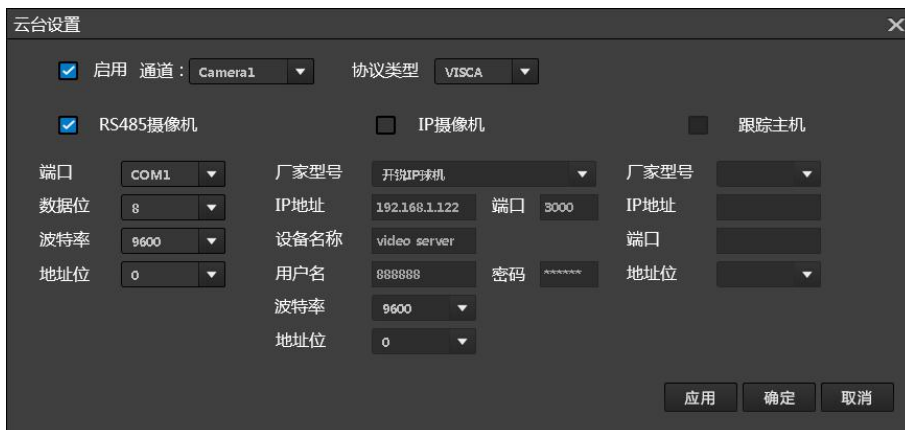 云台设置
启用 通道： Camera1 协议类型 VISCA
RS485摄像机 IP摄像机 跟踪主机
端口 COM1 厂家型号 开锐IP球机 厂家型号
数据位 8 IP地址 192.168.1.122 端口 3000 IP地址
波特率 9600 设备名称 video server 端口
地址位 0 用户名 888888 密码 ****** 地址位
波特率 9600
地址位 0
应用 确定 取消